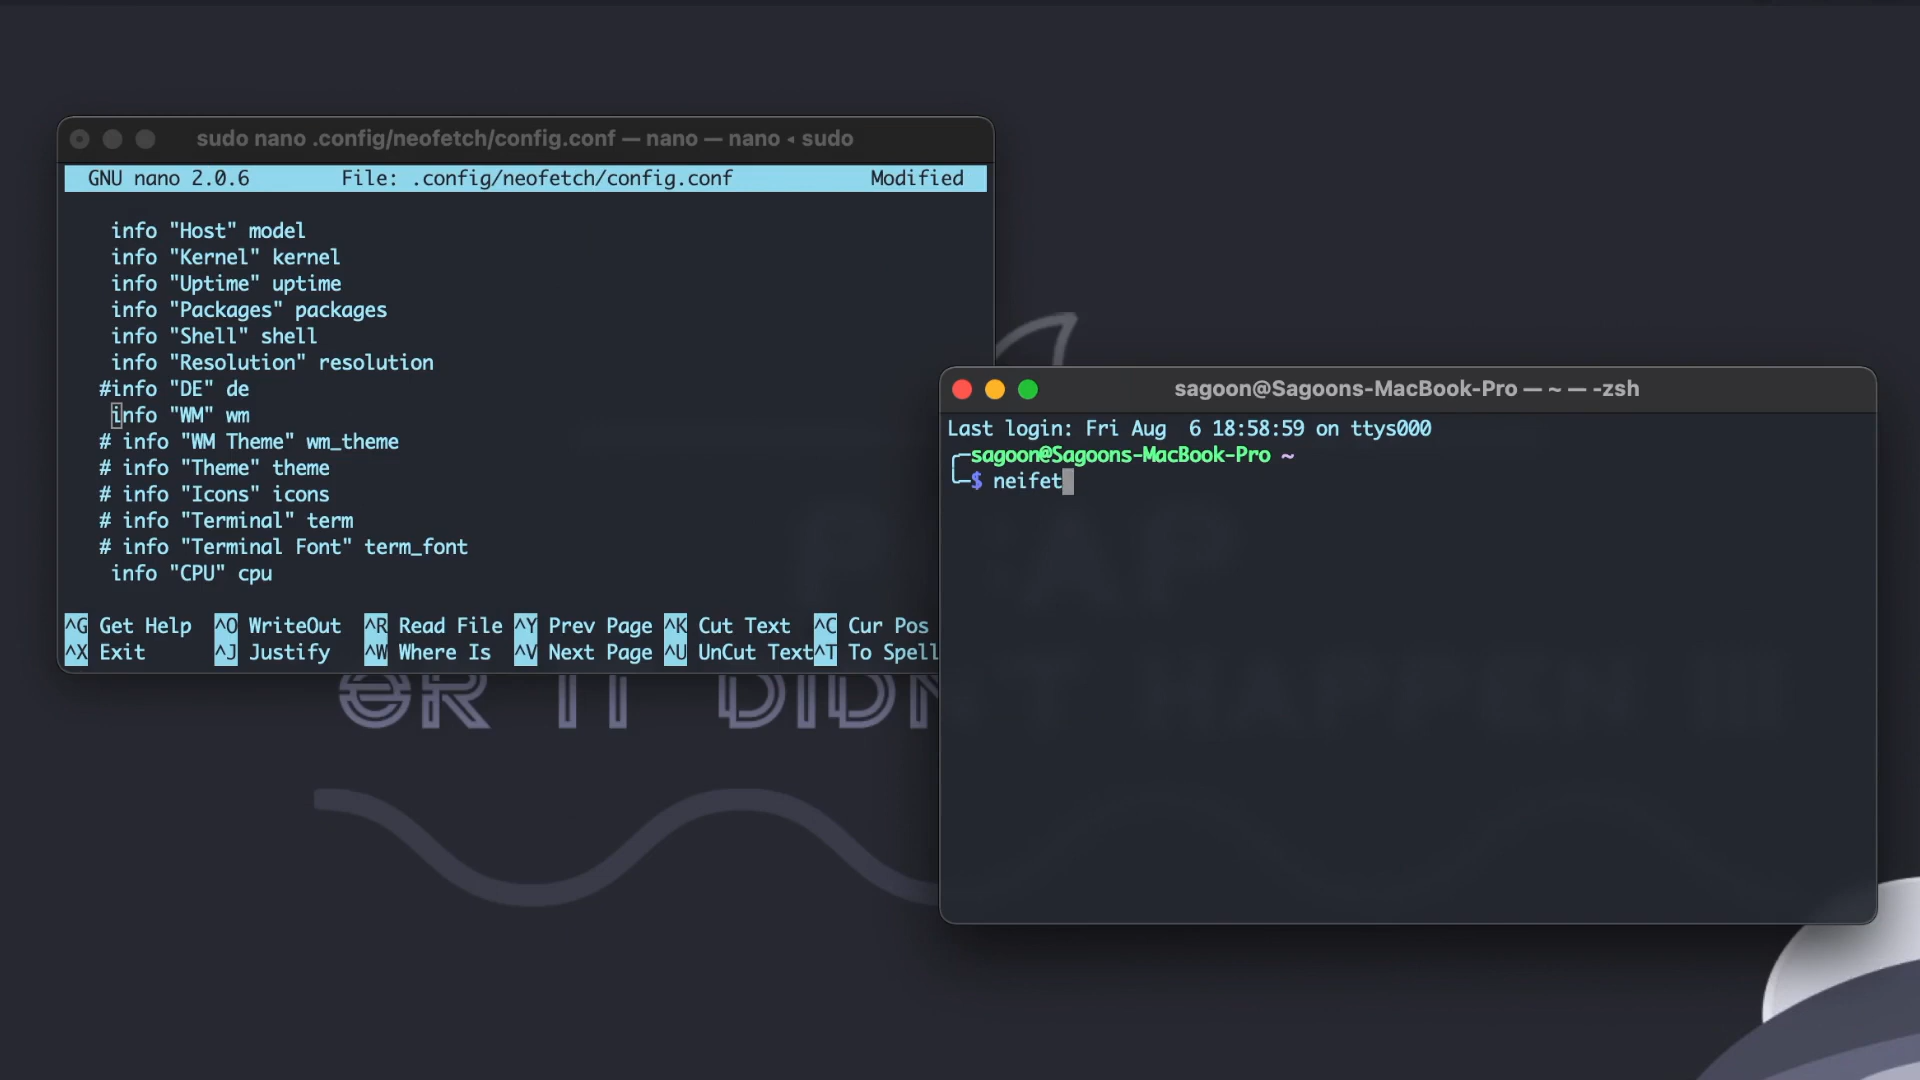 sudo nano .config/neofetch/config.conf — nano — nano ◂ sudo
GNU nano 2.0.6 File: .config/neofetch/config.conf Modified
info "Host" model
info "Kernel" kernel
info "Uptime" uptime
info "Packages" packages
info "Shell" shell
info "Resolution" resolution
#info "DE" de
info "WM" wm
# info "WM Theme" wm_theme
# info "Theme" theme
# info "Icons" icons
# info "Terminal" term
# info "Terminal Font" term_font
info "CPU" cpu
^G Get Help ^O WriteOut ^R Read File ^Y Prev Page ^K Cut Text ^C Cur Pos
^X Exit ^J Justify ^W Where Is ^V Next Page ^U UnCut Text ^T To Spell
sagoon@Sagoons-MacBook-Pro — ~ — -zsh
Last login: Fri Aug 6 18:58:59 on ttys000
sagoon@Sagoons-MacBook-Pro ~
$ neifet
OR IT DIDN'T HAPPEN